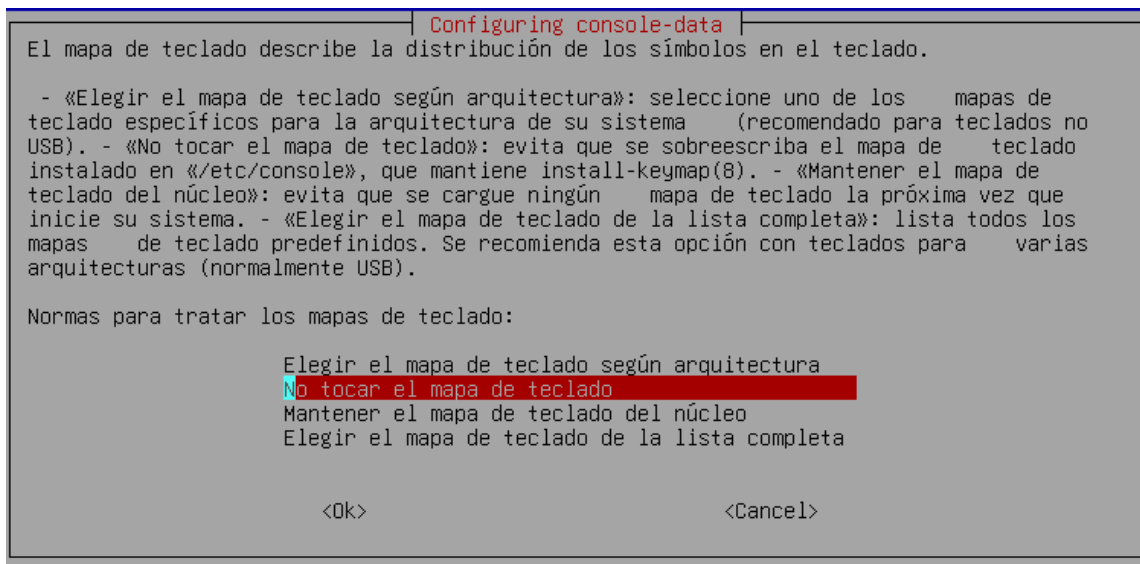 Configuring console-data
El mapa de teclado describe la distribución de los símbolos en el teclado.
- «Elegir el mapa de teclado según arquitectura»: seleccione uno de los    mapas de
teclado específicos para la arquitectura de su sistema    (recomendado para teclados no
USB). - «No tocar el mapa de teclado»: evita que se sobreescriba el mapa de    teclado
instalado en «/etc/console», que mantiene install-keymap(8). - «Mantener el mapa de
teclado del núcleo»: evita que se cargue ningún    mapa de teclado la próxima vez que
inicie su sistema. - «Elegir el mapa de teclado de la lista completa»: lista todos los
mapas    de teclado predefinidos. Se recomienda esta opción con teclados para    varias
arquitecturas (normalmente USB).
Normas para tratar los mapas de teclado:
Elegir el mapa de teclado según arquitectura
No tocar el mapa de teclado
Mantener el mapa de teclado del núcleo
Elegir el mapa de teclado de la lista completa
<Ok> <Cancel>